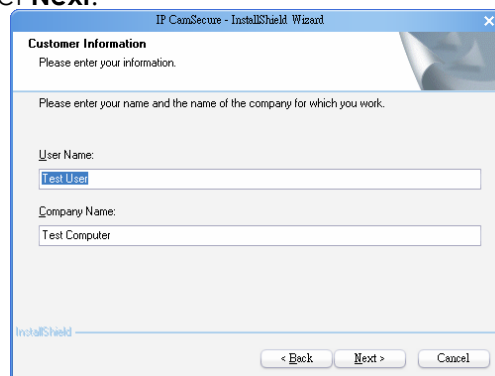 Next.
IP CamSecure - InstallShield Wizard
Customer Information
Please enter your information.
Please enter your name and the name of the company for which you work.
User Name:
Test User
Company Name:
Test Computer
InstallShield
< Back Next > Cancel